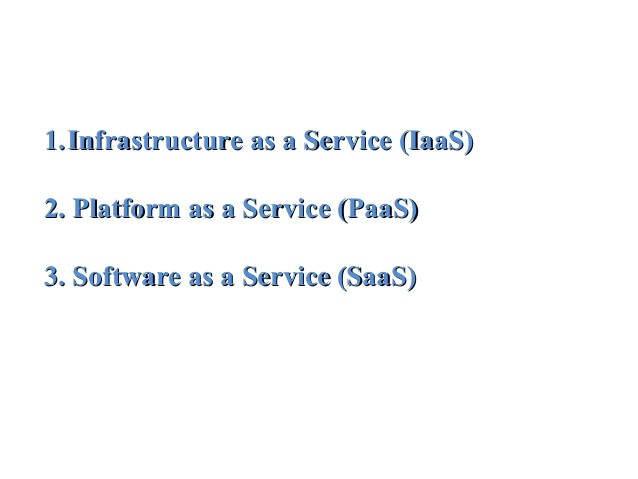 1.Infrastructure as a Service (IaaS)
2. Platform as a Service (PaaS)
3. Software as a Service (SaaS)